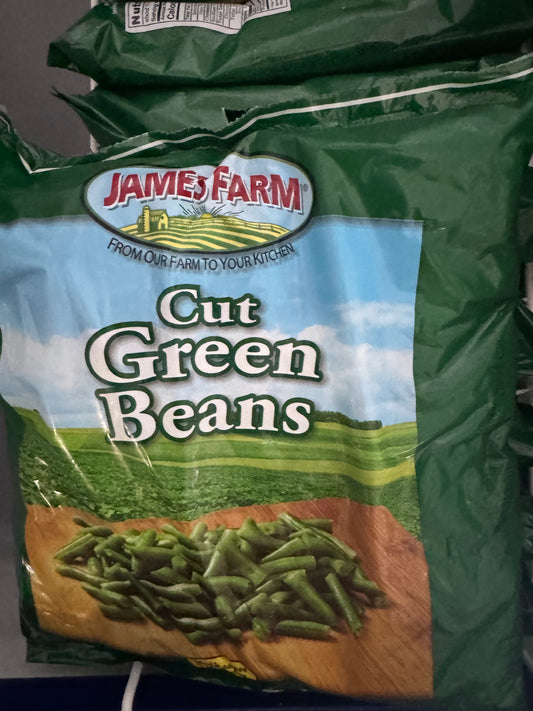 JAMES FARM®
FROM OUR FARM TO YOUR KITCHEN
Cut
Green
Beans